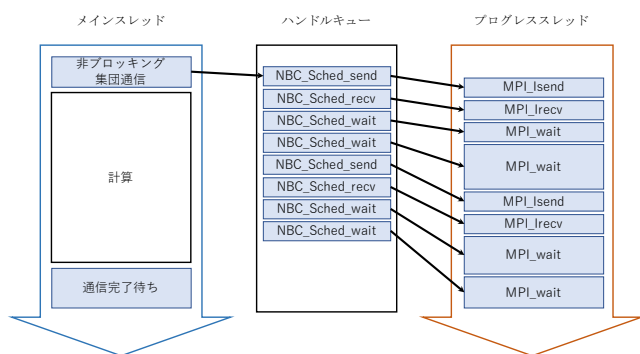 メインスレッド
ハンドルキュー
プログレススレッド
非ブロッキング
集団通信
計算
通信完了待ち
NBC_Sched_send
NBC_Sched_recv
NBC_Sched_wait
NBC_Sched_wait
NBC_Sched_send
NBC_Sched_recv
NBC_Sched_wait
NBC_Sched_wait
MPI_Isend
MPI_Irecv
MPI_wait
MPI_wait
MPI_Isend
MPI_Irecv
MPI_wait
MPI_wait